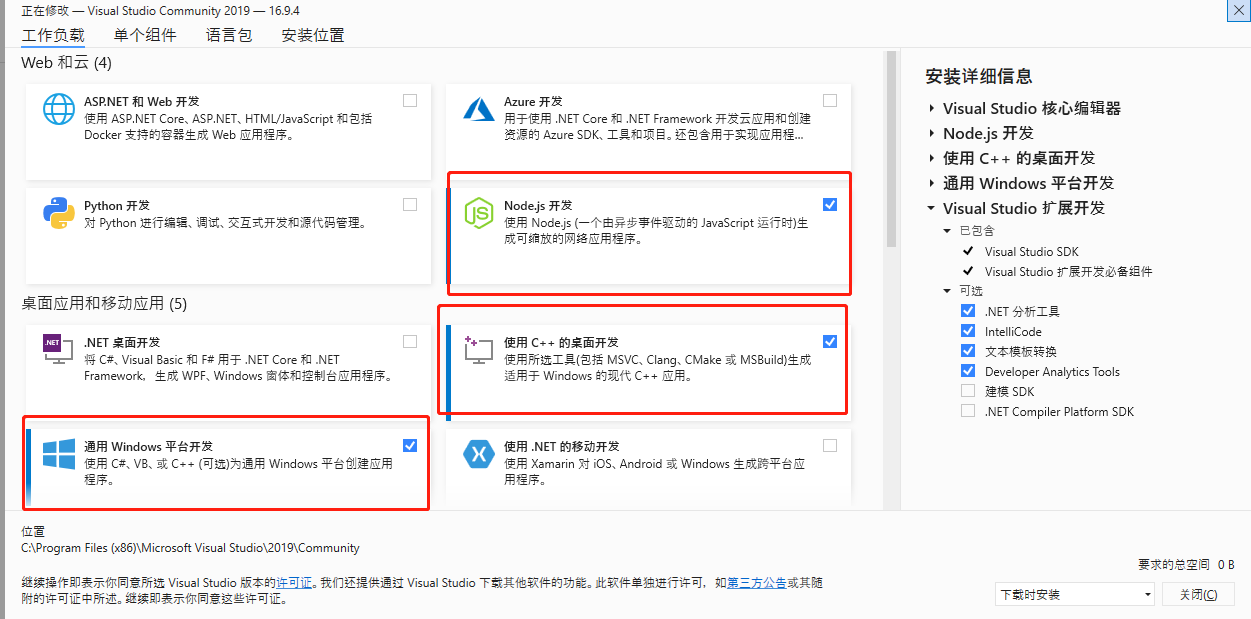 正在修改 — Visual Studio Community 2019 — 16.9.4
工作负载 单个组件 语言包 安装位置
Web 和云 (4)
ASP.NET 和 Web 开发
使用 ASP.NET Core、ASP.NET、HTML/JavaScript 和包括
Docker 支持的容器生成 Web 应用程序。
Azure 开发
用于使用 .NET Core 和 .NET Framework 开发云应用和创建
资源的 Azure SDK、工具和项目。还包含用于实现应用程...
Python 开发
对 Python 进行编辑、调试、交互式开发和源代码管理。
JS
Node.js 开发
使用 Node.js (一个由异步事件驱动的 JavaScript 运行时)生
成可缩放的网络应用程序。
桌面应用和移动应用 (5)
.NET
.NET 桌面开发
将 C#、Visual Basic 和 F# 用于 .NET Core 和 .NET
Framework，生成 WPF、Windows 窗体和控制台应用程序。
使用 C++ 的桌面开发
使用所选工具(包括 MSVC、Clang、CMake 或 MSBuild)生成
适用于 Windows 的现代 C++ 应用。
通用 Windows 平台开发
使用 C#、VB、或 C++ (可选)为通用 Windows 平台创建应用
程序。
使用 .NET 的移动开发
使用 Xamarin 对 iOS、Android 或 Windows 生成跨平台应
用程序。
安装详细信息
Visual Studio 核心编辑器
Node.js 开发
使用 C++ 的桌面开发
通用 Windows 平台开发
Visual Studio 扩展开发
已包含
Visual Studio SDK
Visual Studio 扩展开发必备组件
可选
.NET 分析工具
IntelliCode
文本模板转换
Developer Analytics Tools
建模 SDK
.NET Compiler Platform SDK
位置
C:\Program Files (x86)\Microsoft Visual Studio\2019\Community
继续操作即表示你同意所选 Visual Studio 版本的许可证。我们还提供通过 Visual Studio 下载其他软件的功能。此软件单独进行许可，如第三方公告或其随
附的许可证中所述。继续即表示你同意这些许可证。
要求的总空间 0 B
下载时安装
关闭(C)